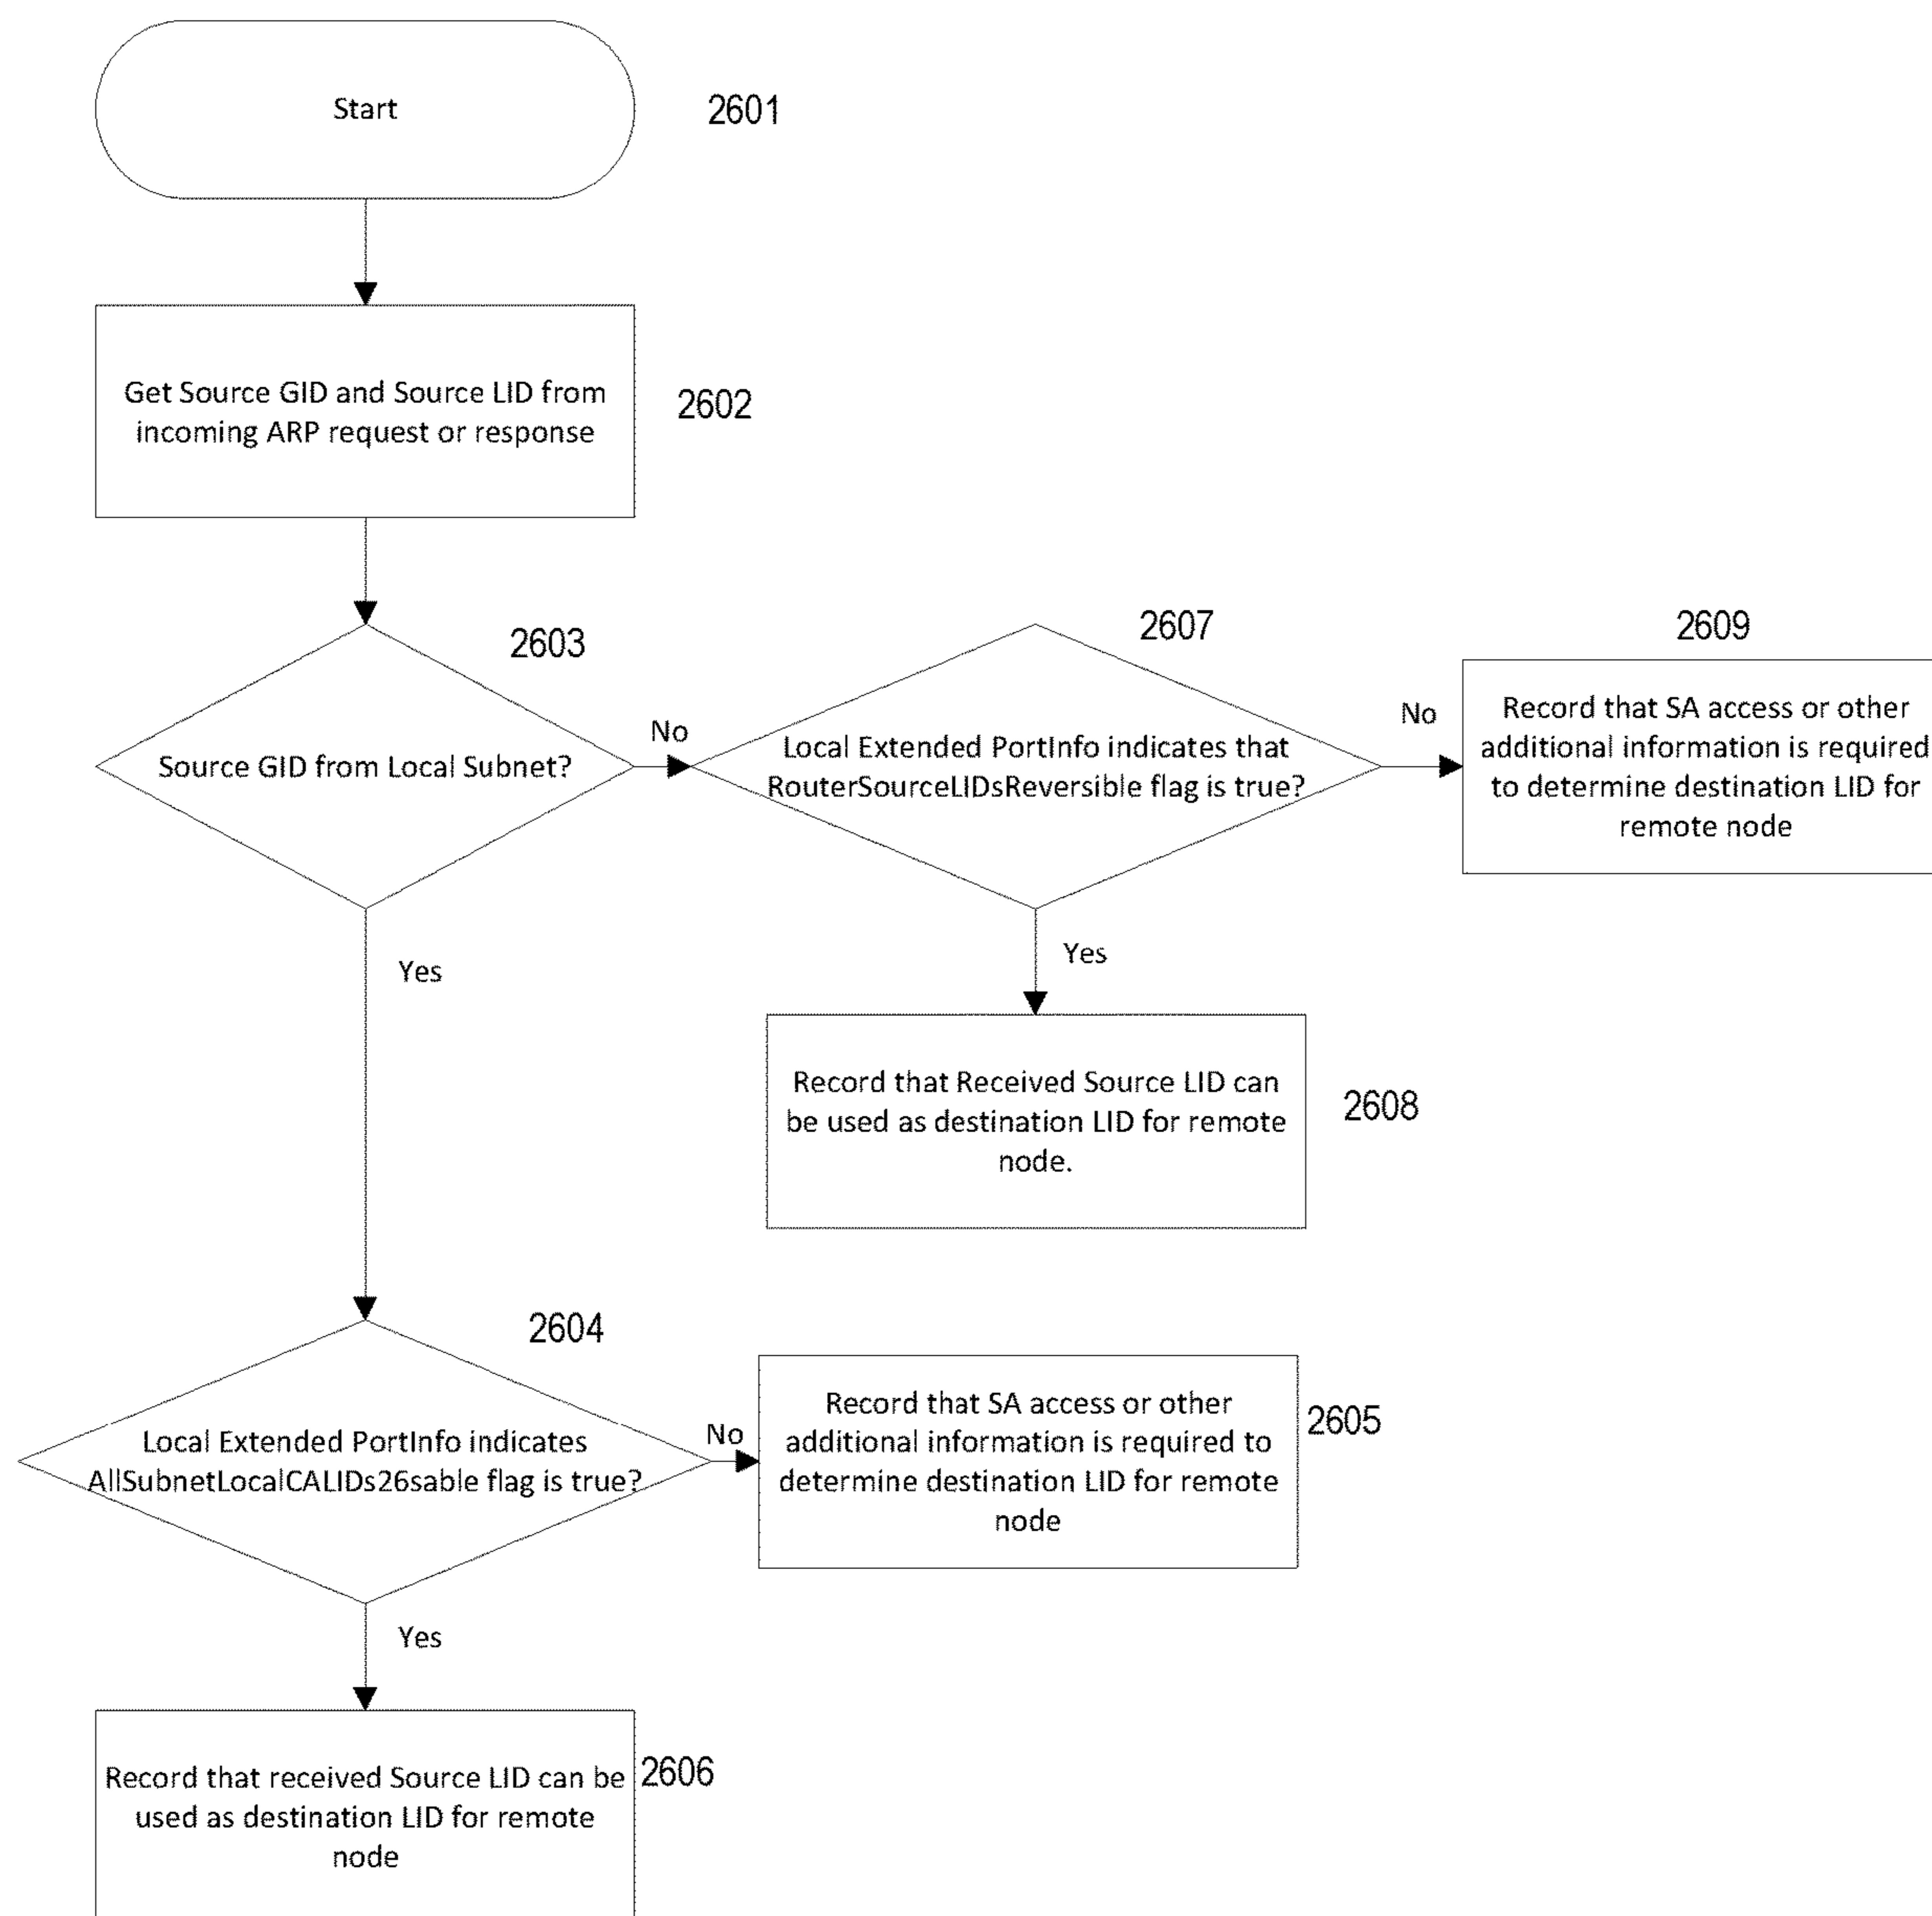 Start
2601
Get Source GID and Source LID from
incoming ARP request or response
2602
2603
Source GID from Local Subnet?
No
2607
Local Extended PortInfo indicates that
RouterSourceLIDsReversible flag is true?
No
2609
Record that SA access or other
additional information is required
to determine destination LID for
remote node
Yes
Yes
Record that Received Source LID can
be used as destination LID for remote
node.
2608
2604
Local Extended PortInfo indicates
AllSubnetLocalCALIDs26sable flag is true?
No
Record that SA access or other
additional information is required to
determine destination LID for remote
node
2605
Yes
Record that received Source LID can be
used as destination LID for remote
node
2606